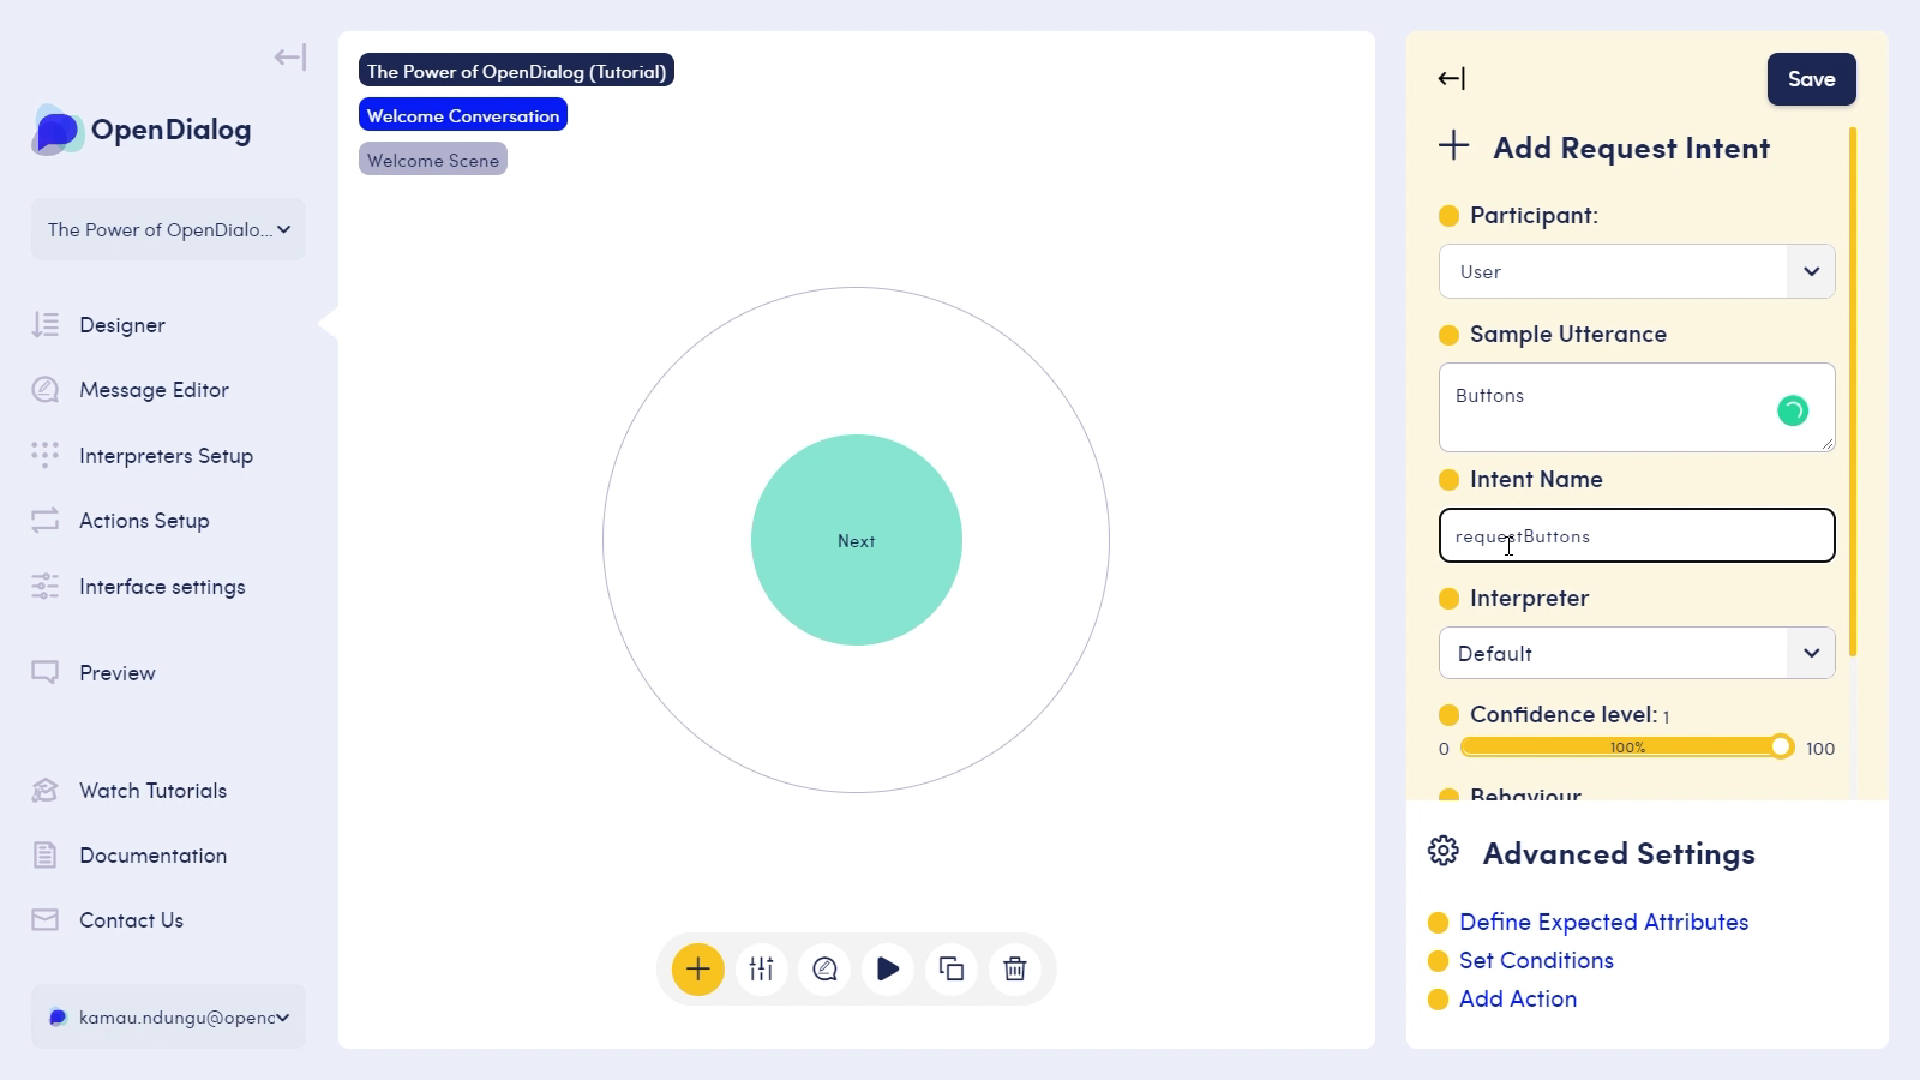 OpenDialog
The Power of OpenDialo...
Designer
Message Editor
Interpreters Setup
Actions Setup
Interface settings
Preview
Watch Tutorials
Documentation
Contact Us
kamau.ndungu@openc
The Power of OpenDialog (Tutorial)
Welcome Conversation
Welcome Scene
Next
Save
Add Request Intent
Participant:
User
Sample Utterance
Buttons
Intent Name
requestButtons
Interpreter
Default
Confidence level: 1
0 100% 100
Behaviour
Advanced Settings
Define Expected Attributes
Set Conditions
Add Action